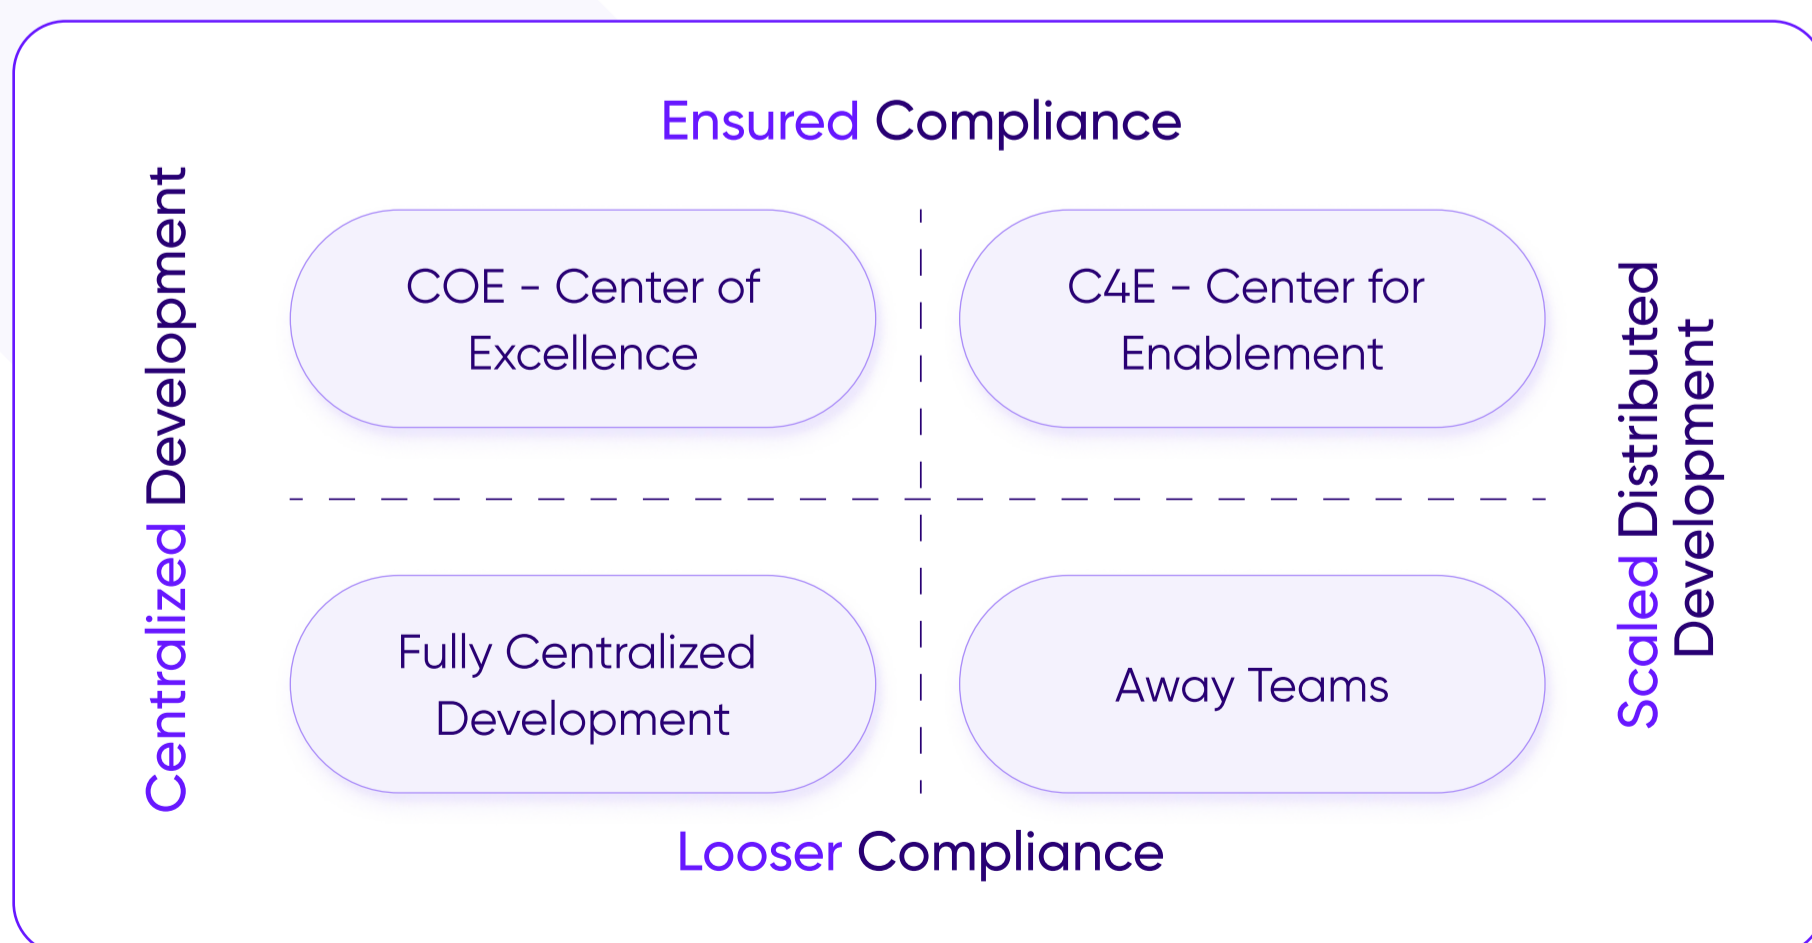 Ensured Compliance
Centralized Development
COE - Center of
Excellence
C4E - Center for
Enablement
Scaled Distributed
Development
Fully Centralized
Development
Away Teams
Looser Compliance